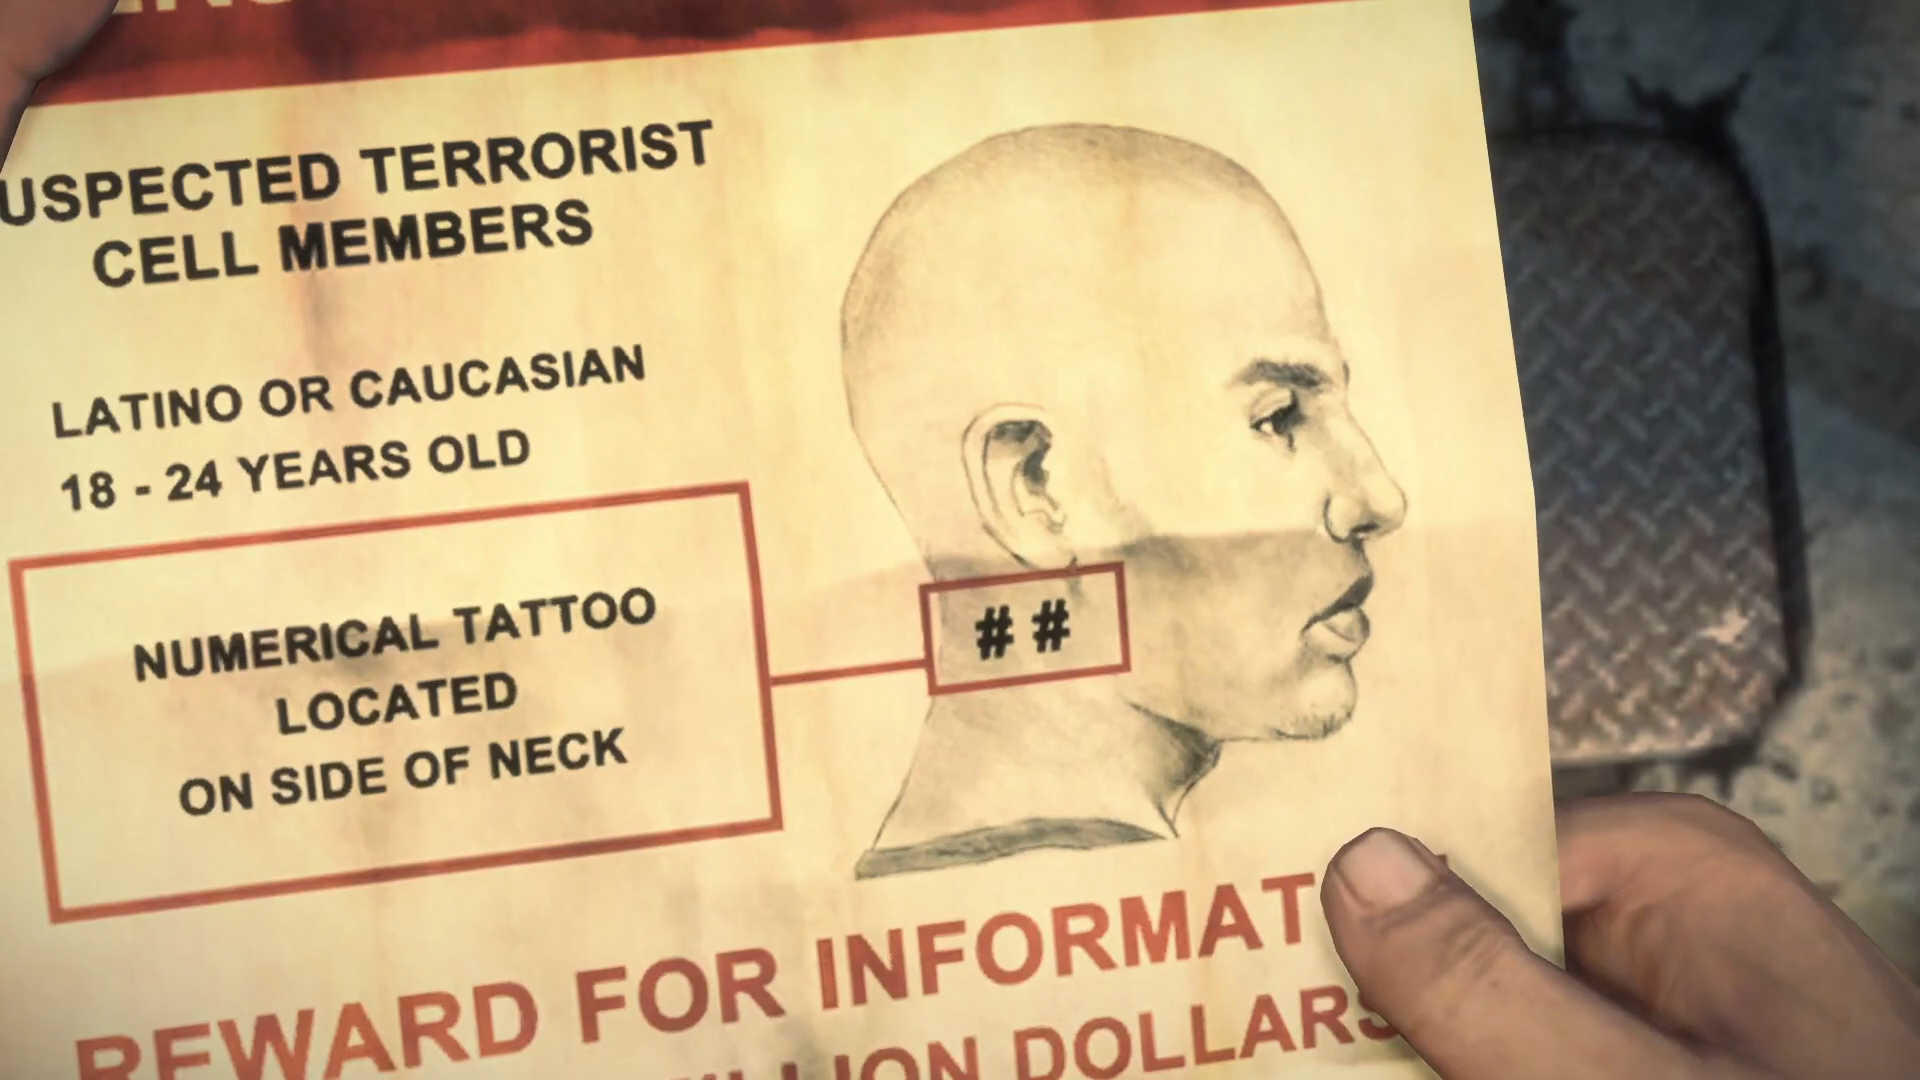 USPECTED TERRORIST
CELL MEMBERS
LATINO OR CAUCASIAN
18 - 24 YEARS OLD
NUMERICAL TATTOO
LOCATED
ON SIDE OF NECK
# #
REWARD FOR INFORMAT
DOLLARS